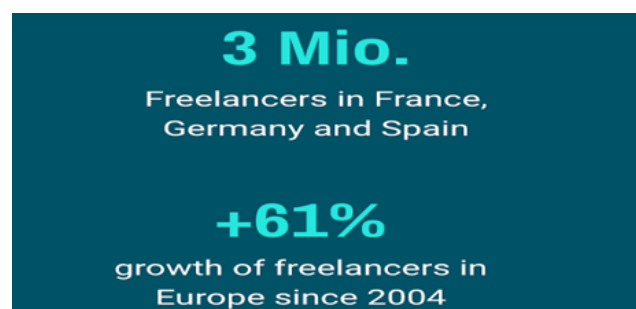 3 Mio.
Freelancers in France,
Germany and Spain
+61%
growth of freelancers in
Europe since 2004